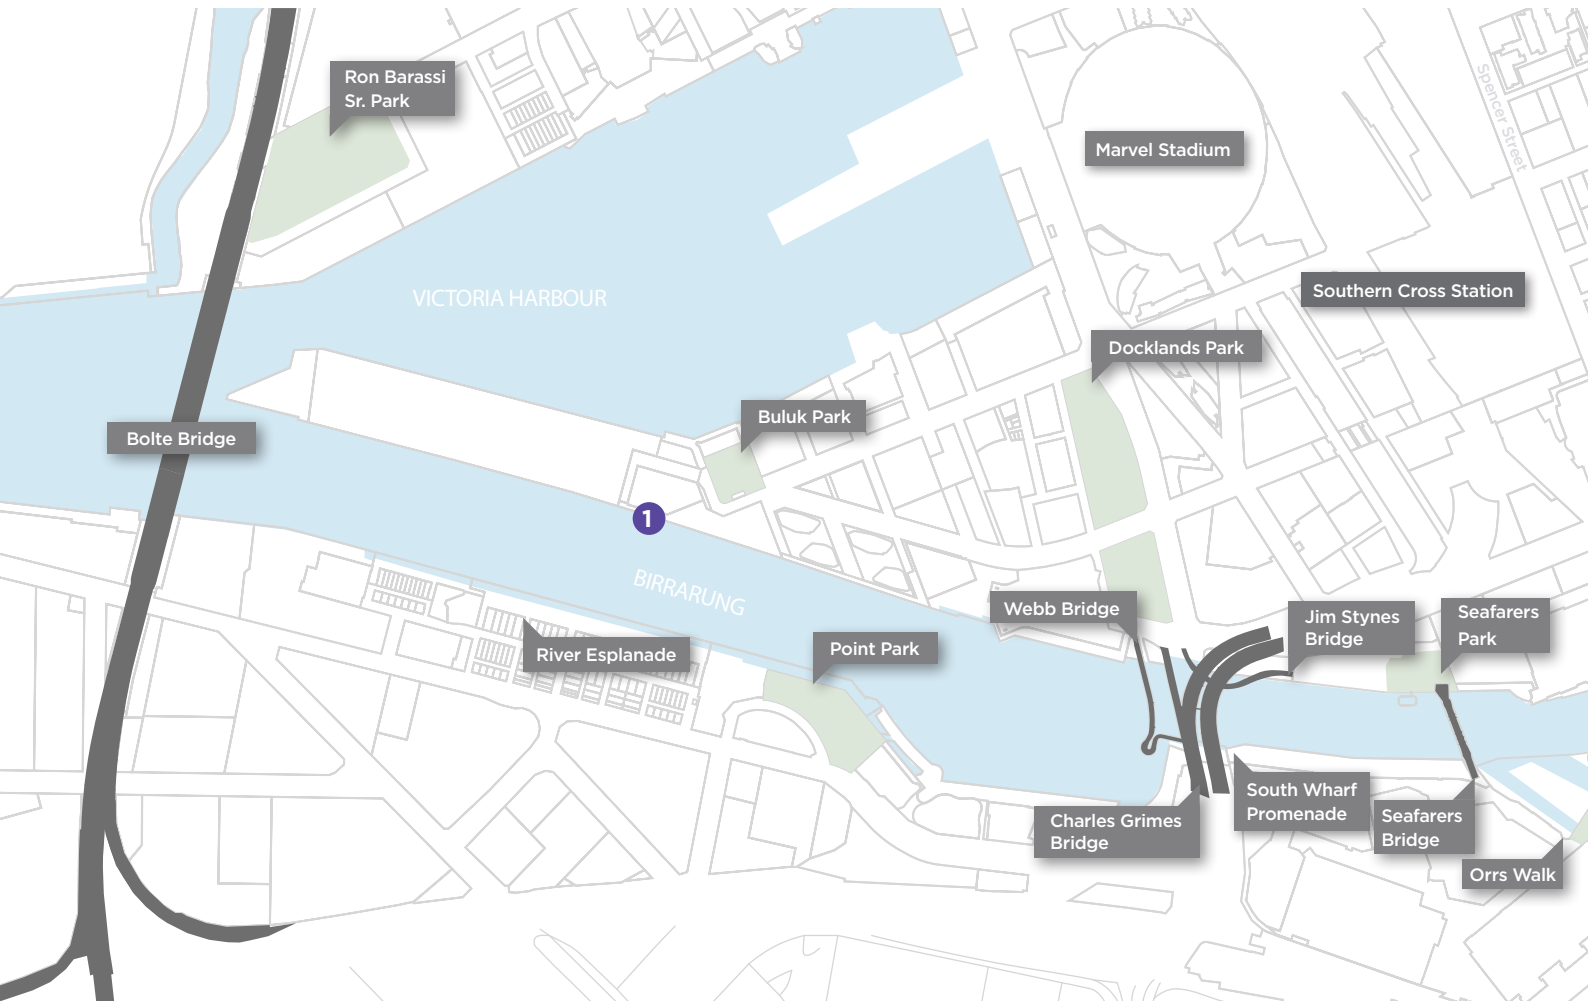 Ron Barassi
Sr. Park
Spencer Street
Marvel Stadium
Southern Cross Station
VICTORIA HARBOUR
Docklands Park
Buluk Park
Bolte Bridge
1
BIRRARUNG
Webb Bridge
Jim Stynes
Bridge
Seafarers
Park
River Esplanade
Point Park
South Wharf
Promenade
Charles Grimes
Bridge
Seafarers
Bridge
Orrs Walk